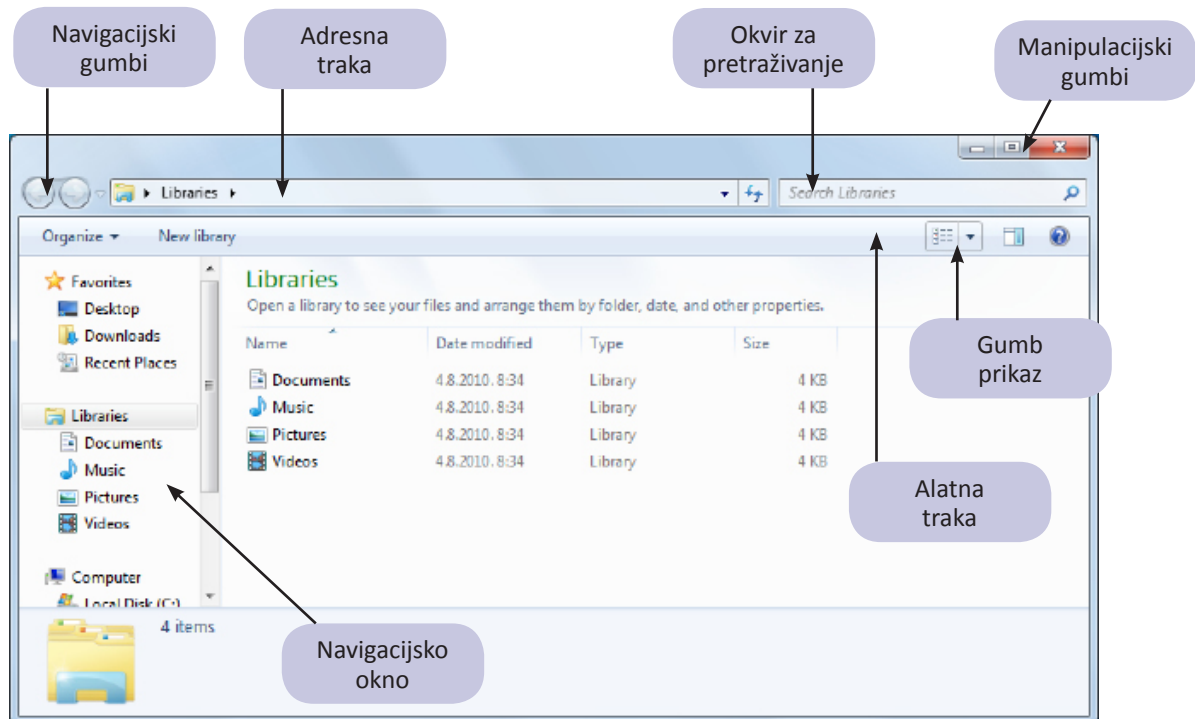 Navigacijski
gumbi
Adresna
traka
Okvir za
pretraživanje
Manipulacijski
gumbi
Libraries
Search Libraries
Organize
New library
Favorites
Desktop
Downloads
Recent Places
Libraries
Documents
Music
Pictures
Videos
Computer
Local Disk (C:)
Libraries
Open a library to see your files and arrange them by folder, date, and other properties.
Name Date modified Type Size
Documents 4.8.2010. 8:34 Library 4 KB
Music 4.8.2010. 8:34 Library 4 KB
Pictures 4.8.2010. 8:34 Library 4 KB
Videos 4.8.2010. 8:34 Library 4 KB
Gumb
prikaz
Alatna
traka
4 items
Navigacijsko
okno